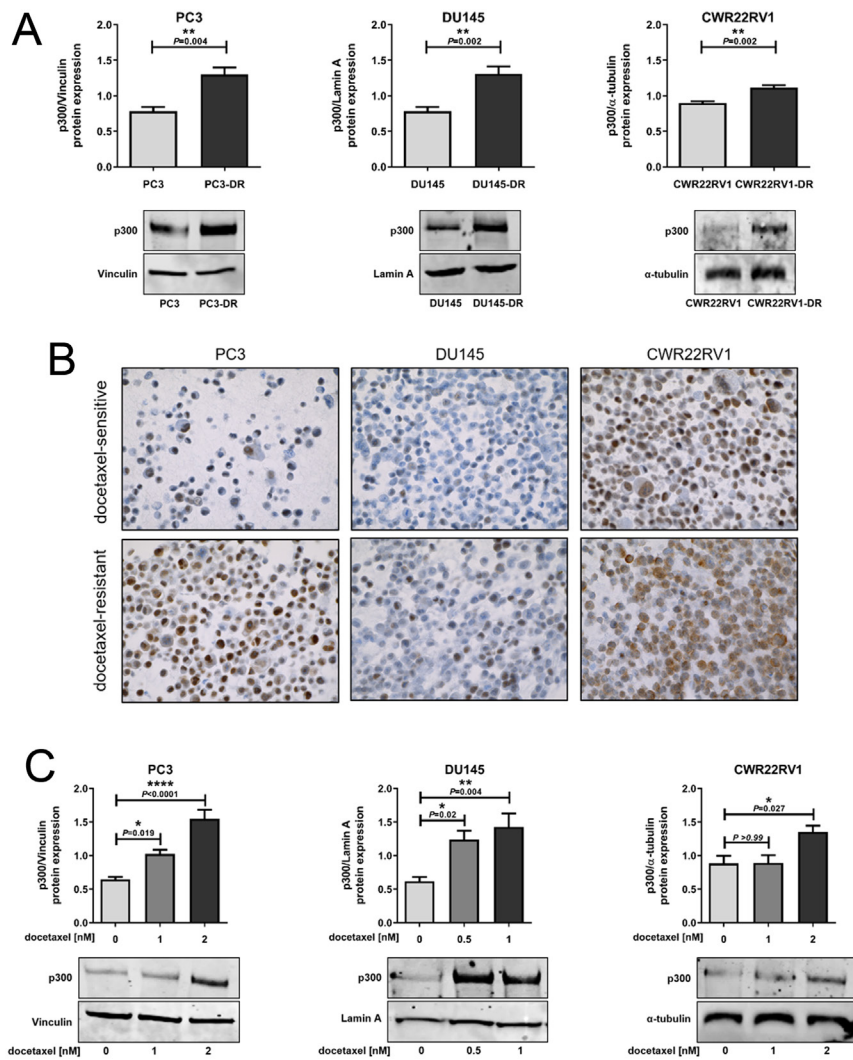 A
PC3
DU145
CWR22RV1
p300/Vinculin
protein expression
2.0
1.5
1.0
0.5
0.0
**
P=0.004
PC3
PC3-DR
p300/Lamin A
protein expression
2.0
1.5
1.0
0.5
0.0
**
P=0.002
DU145
DU145-DR
p300/α-tubulin
protein expression
2.0
1.5
1.0
0.5
0.0
**
P=0.002
CWR22RV1 CWR22RV1-DR
p300
Vinculin
PC3 PC3-DR
p300
Lamin A
DU145 DU145-DR
p300
α-tubulin
CWR22RV1 CWR22RV1-DR
B
PC3
DU145
CWR22RV1
docetaxel-sensitive
docetaxel-resistant
C
PC3
DU145
CWR22RV1
p300/Vinculin
protein expression
2.0
1.5
1.0
0.5
0.0
****
P<0.0001
*
P=0.019
docetaxel [nM] 0 1 2
p300/Lamin A
protein expression
2.0
1.5
1.0
0.5
0.0
**
P=0.004
*
P=0.02
docetaxel [nM] 0 0.5 1
p300/α-tubulin
protein expression
2.0
1.5
1.0
0.5
0.0
*
P=0.027
P >0.99
docetaxel [nM] 0 1 2
p300
Vinculin
docetaxel [nM] 0 1 2
p300
Lamin A
docetaxel [nM] 0 0.5 1
p300
α-tubulin
docetaxel [nM] 0 1 2